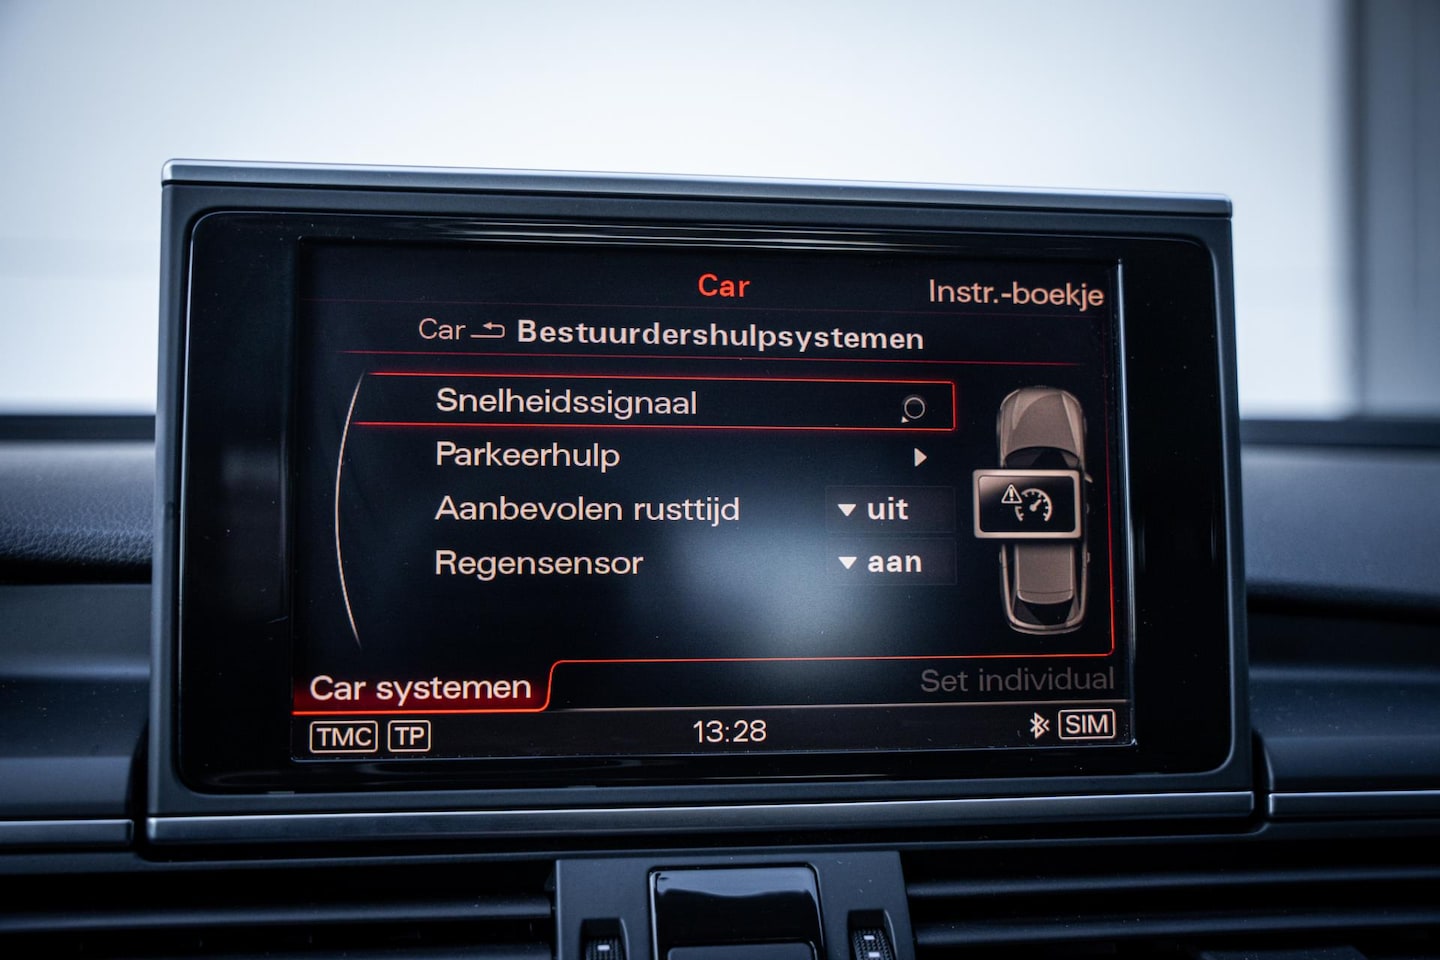 Car
Instr.-boekje
Car Bestuurdershulpsystemen
Snelheidssignaal
Parkeerhulp
Aanbevolen rusttijd uit
Regensensor aan
Car systemen
Set individual
TMC TP 13:28 SIM